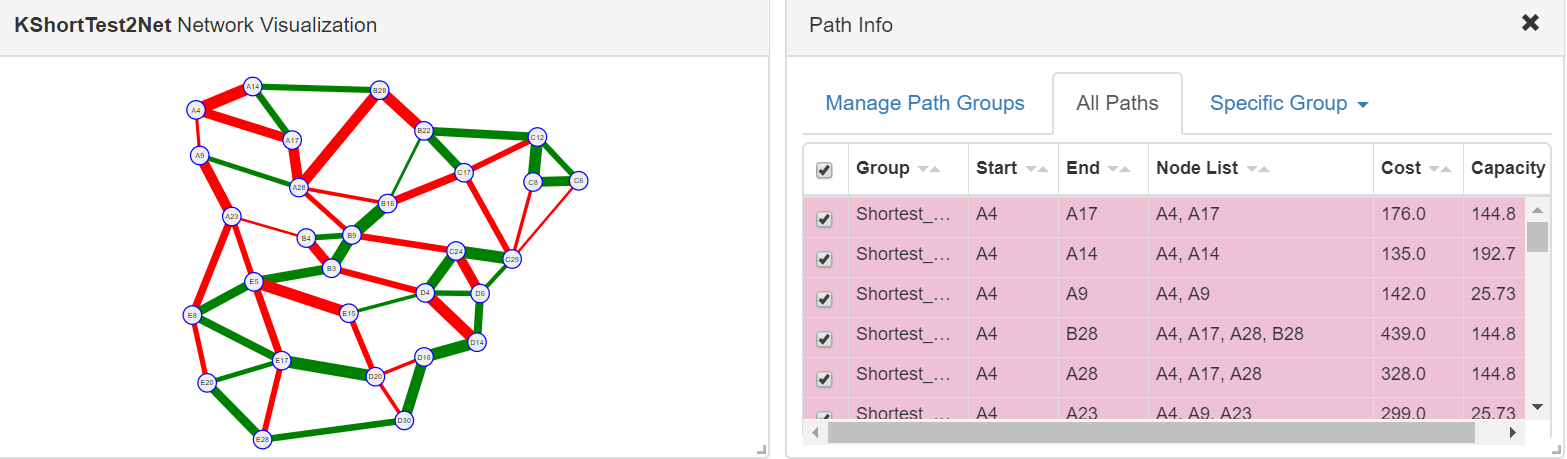 KShortTest2Net Network Visualization
A14
B28
A4
B22
C12
A17
A9
C17
C8
C6
A28
B16
A23
B4
B9
C24
C29
B3
E5
D4
D6
E8
E15
D14
E17
D16
E20
D20
D30
E28
Path Info
Manage Path Groups All Paths Specific Group
Group Start End Node List Cost Capacity
Shortest_... A4 A17 A4, A17 176.0 144.8
Shortest_... A4 A14 A4, A14 135.0 192.7
Shortest_... A4 A9 A4, A9 142.0 25.73
Shortest_... A4 B28 A4, A17, A28, B28 439.0 144.8
Shortest_... A4 A28 A4, A17, A28 328.0 144.8
Shortest_... A4 A23 A4, A9, A23 299.0 25.73